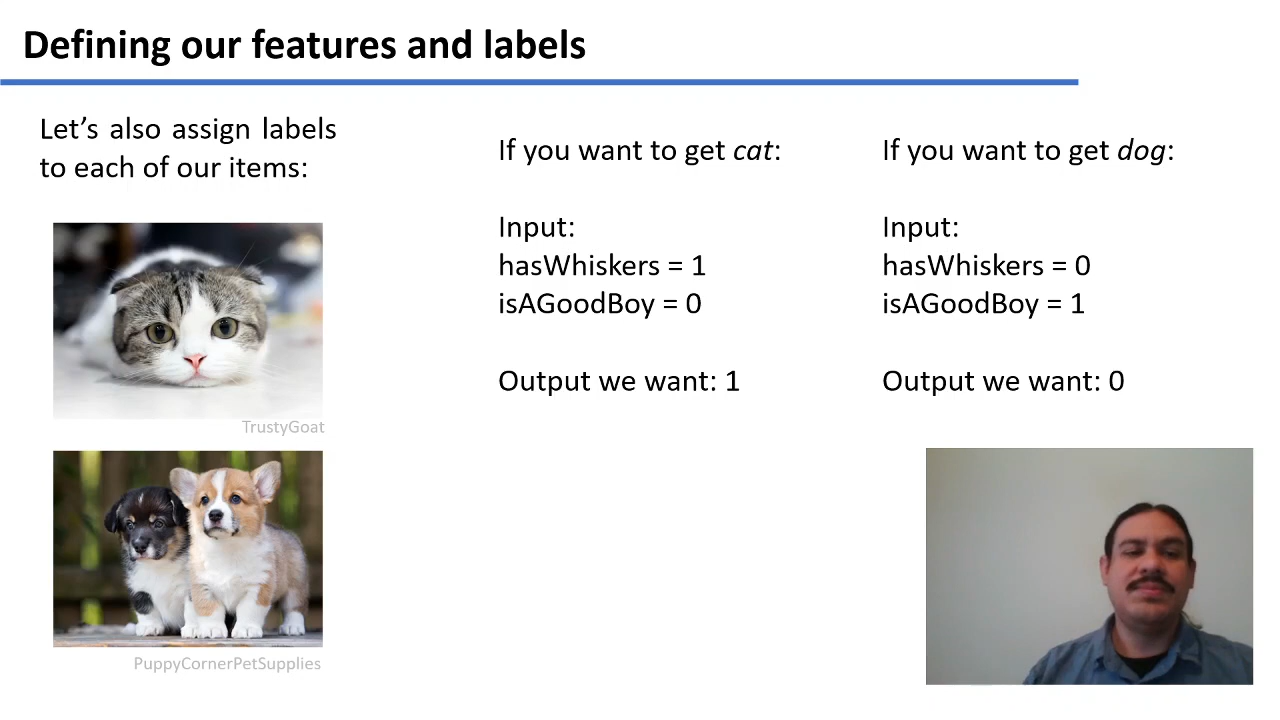 Defining our features and labels
Let’s also assign labels
to each of our items:
TrustyGoat
PuppyCornerPetSupplies
If you want to get cat:
Input:
hasWhiskers = 1
isAGoodBoy = 0
Output we want: 1
If you want to get dog:
Input:
hasWhiskers = 0
isAGoodBoy = 1
Output we want: 0